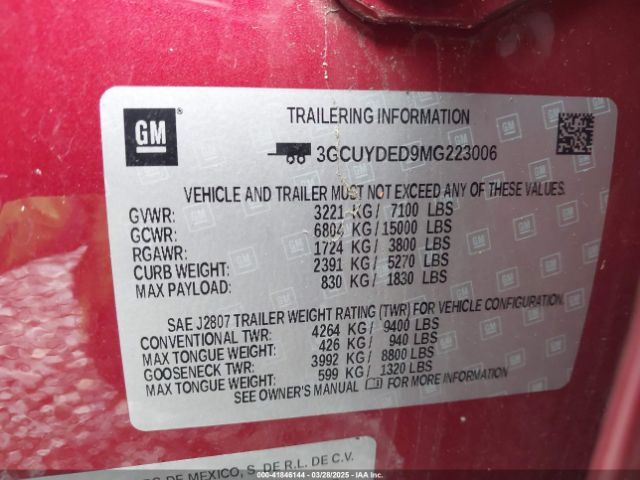 GM
TRAILERING INFORMATION
3GCUYDED9MG223006
VEHICLE AND TRAILER MUST NOT EXCEED ANY OF THESE VALUES.
GVWR: 3221 KG/ 7100 LBS
GCWR: 6804 KG/15000 LBS
RGAWR: 1724 KG/ 3800 LBS
CURB WEIGHT: 2391 KG/ 5270 LBS
MAX PAYLOAD: 830 KG/ 1830 LBS
SAE J2807 TRAILER WEIGHT RATING (TWR) FOR VEHICLE CONFIGURATION.
CONVENTIONAL TWR: 4264 KG/ 9400 LBS
MAX TONGUE WEIGHT: 426 KG/ 940 LBS
GOOSENECK TWR: 3992 KG/ 8800 LBS
MAX TONGUE WEIGHT: 599 KG/ 1320 LBS
SEE OWNER'S MANUAL FOR MORE INFORMATION
DE MEXICO, S. DE R.L. DE C.V.
000-41846144 - 03/28/2025 - IAAI.COM